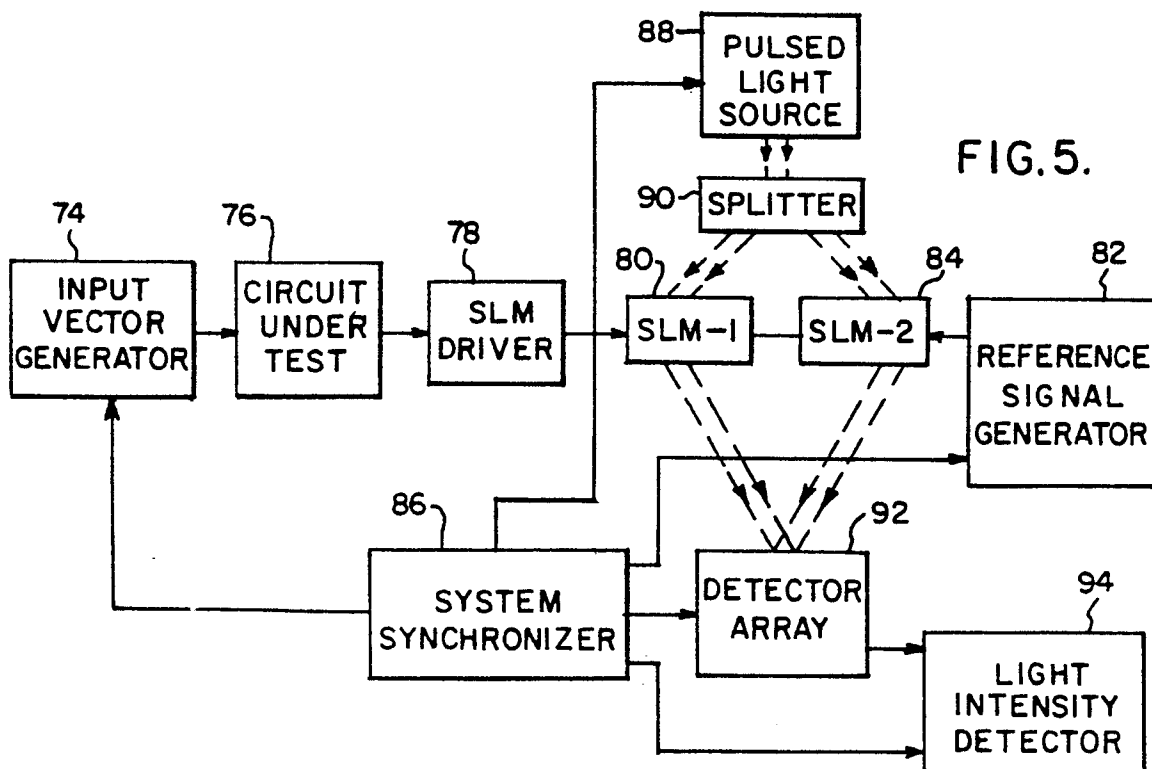 88
PULSED
LIGHT
SOURCE
FIG. 5.
90
SPLITTER
74
INPUT
VECTOR
GENERATOR
76
CIRCUIT
UNDER
TEST
78
SLM
DRIVER
80
SLM-1
84
SLM-2
82
REFERENCE
SIGNAL
GENERATOR
86
SYSTEM
SYNCHRONIZER
92
DETECTOR
ARRAY
94
LIGHT
INTENSITY
DETECTOR